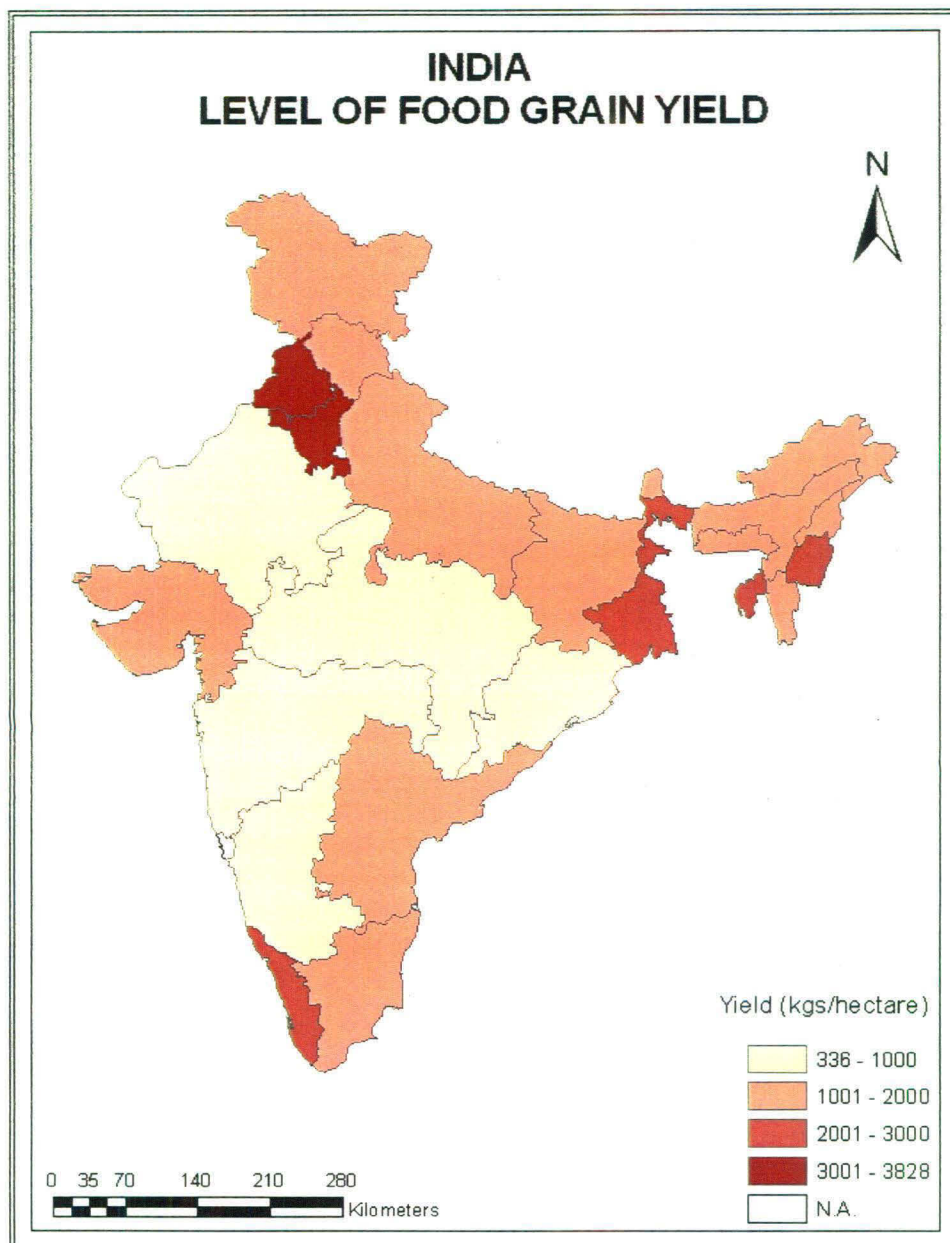 INDIA
LEVEL OF FOOD GRAIN YIELD
N
Yield (kgs/hectare)
336 - 1000
1001 - 2000
2001 - 3000
3001 - 3828
N.A.
0 35 70 140 210 280
Kilometers